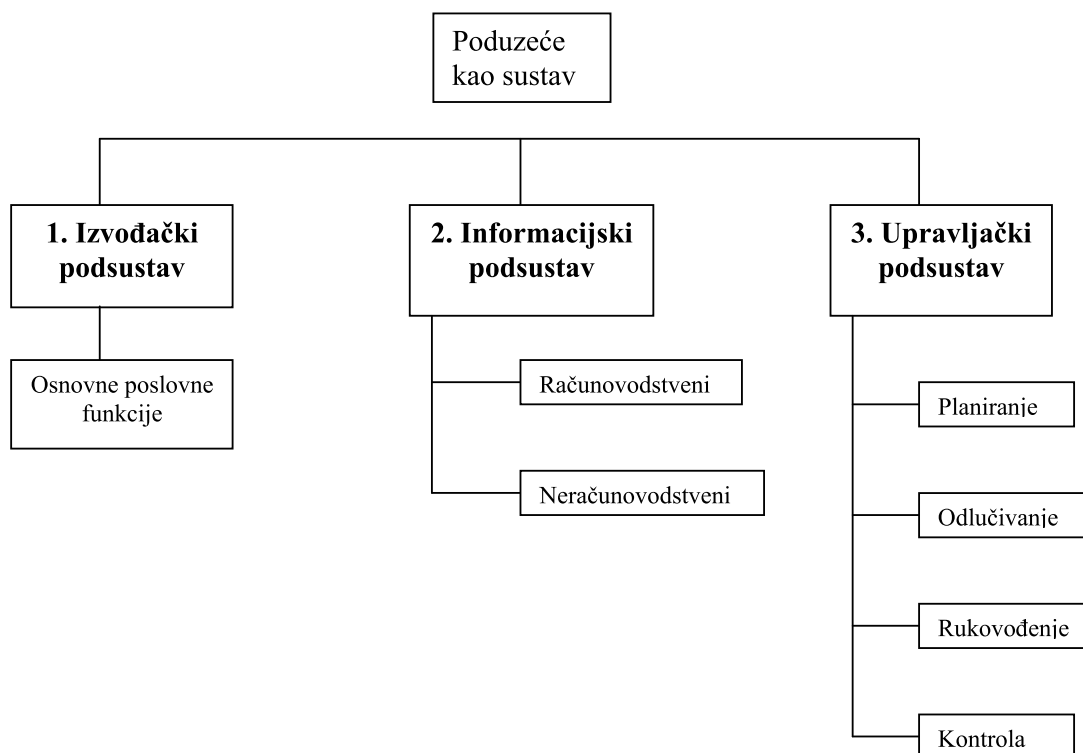 Poduzeće
kao sustav
1. Izvođački
podsustav
2. Informacijski
podsustav
3. Upravljački
podsustav
Osnovne poslovne
funkcije
Računovodstveni
Neračunovodstveni
Planiranje
Odlučivanje
Rukovođenje
Kontrola